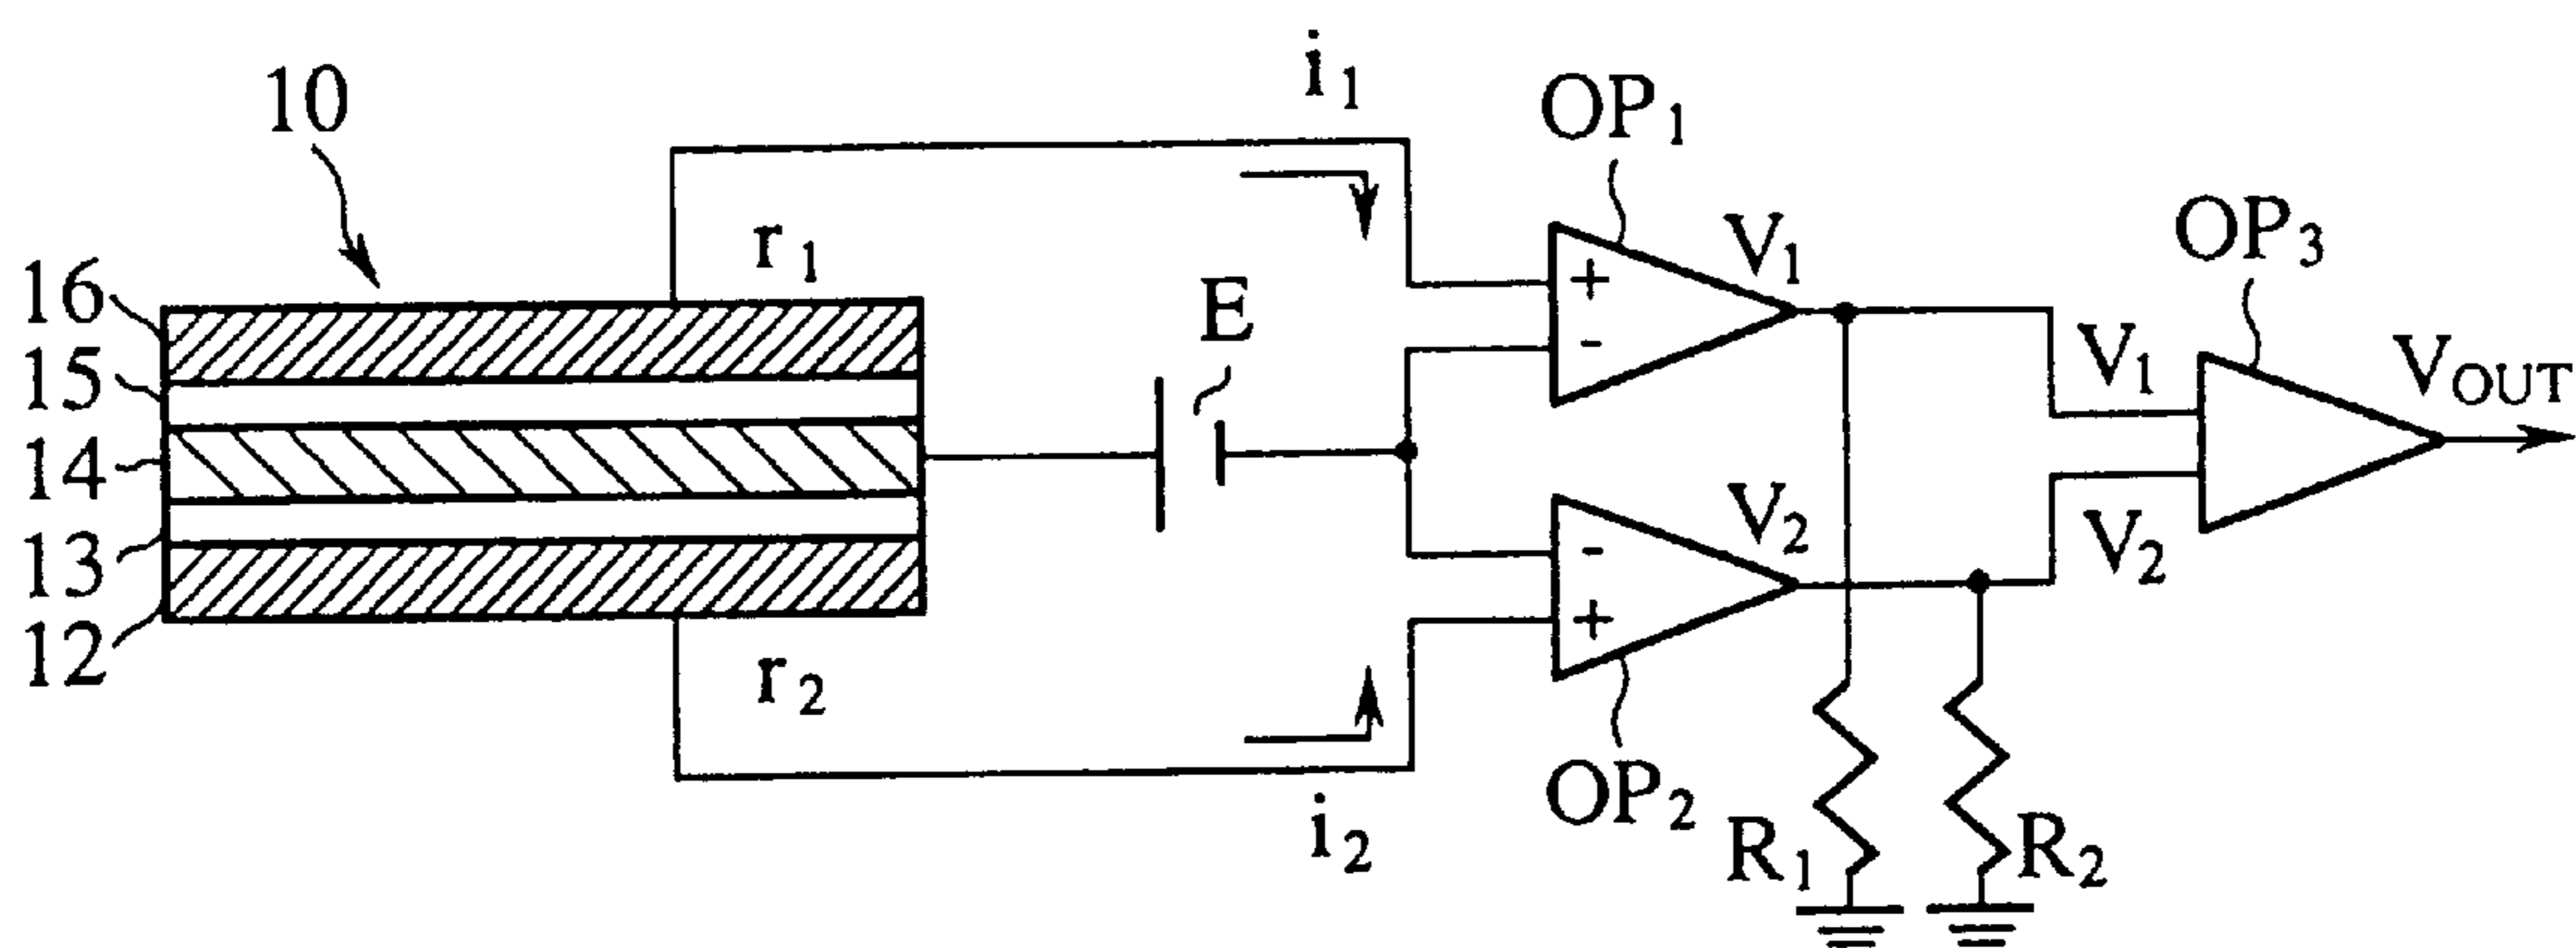 i₁
10
OP₁
r₁
V₁
OP₃
16
E
+
-
15
V₁
V_OUT
14
13
V₂
-
V₂
+
12
r₂
OP₂
i₂
R₁
R₂